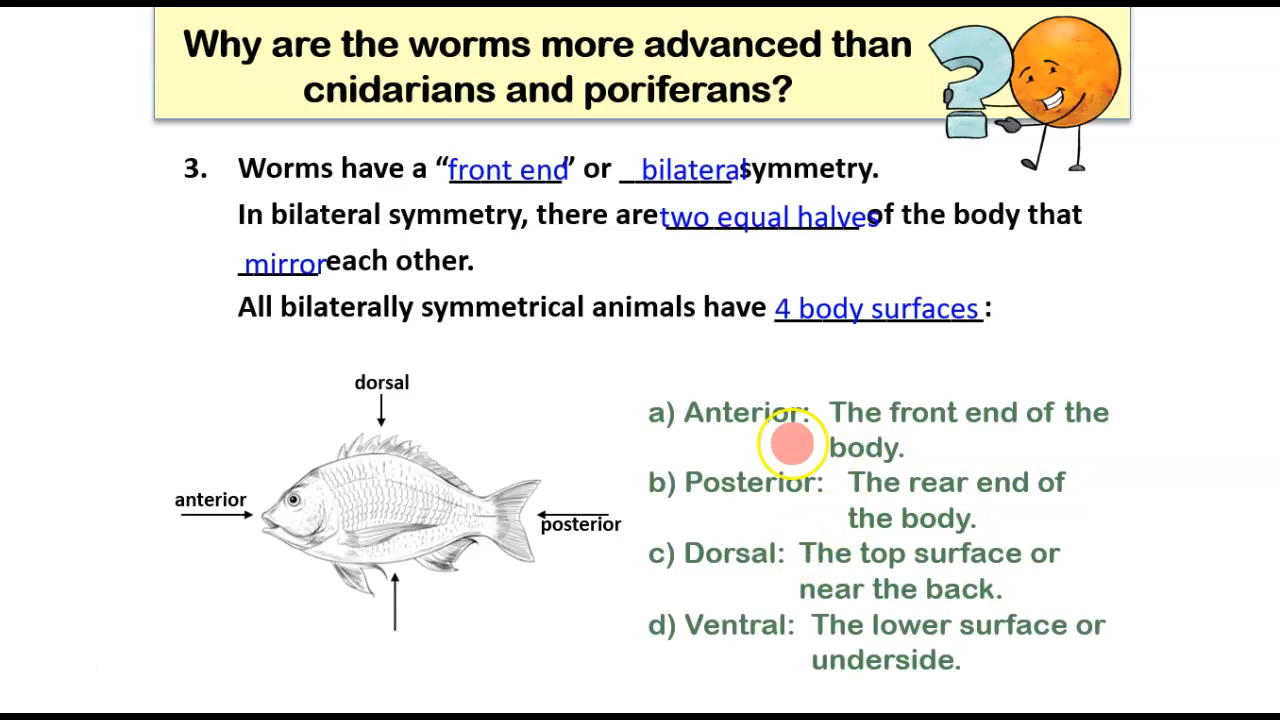 Why are the worms more advanced than
cnidarians and poriferans?
3. Worms have a “front end” or bilateral symmetry.
In bilateral symmetry, there are two equal halves of the body that
mirror each other.
All bilaterally symmetrical animals have 4 body surfaces:
dorsal
anterior
posterior
a) Anterior: The front end of the
body.
b) Posterior: The rear end of
the body.
c) Dorsal: The top surface or
near the back.
d) Ventral: The lower surface or
underside.